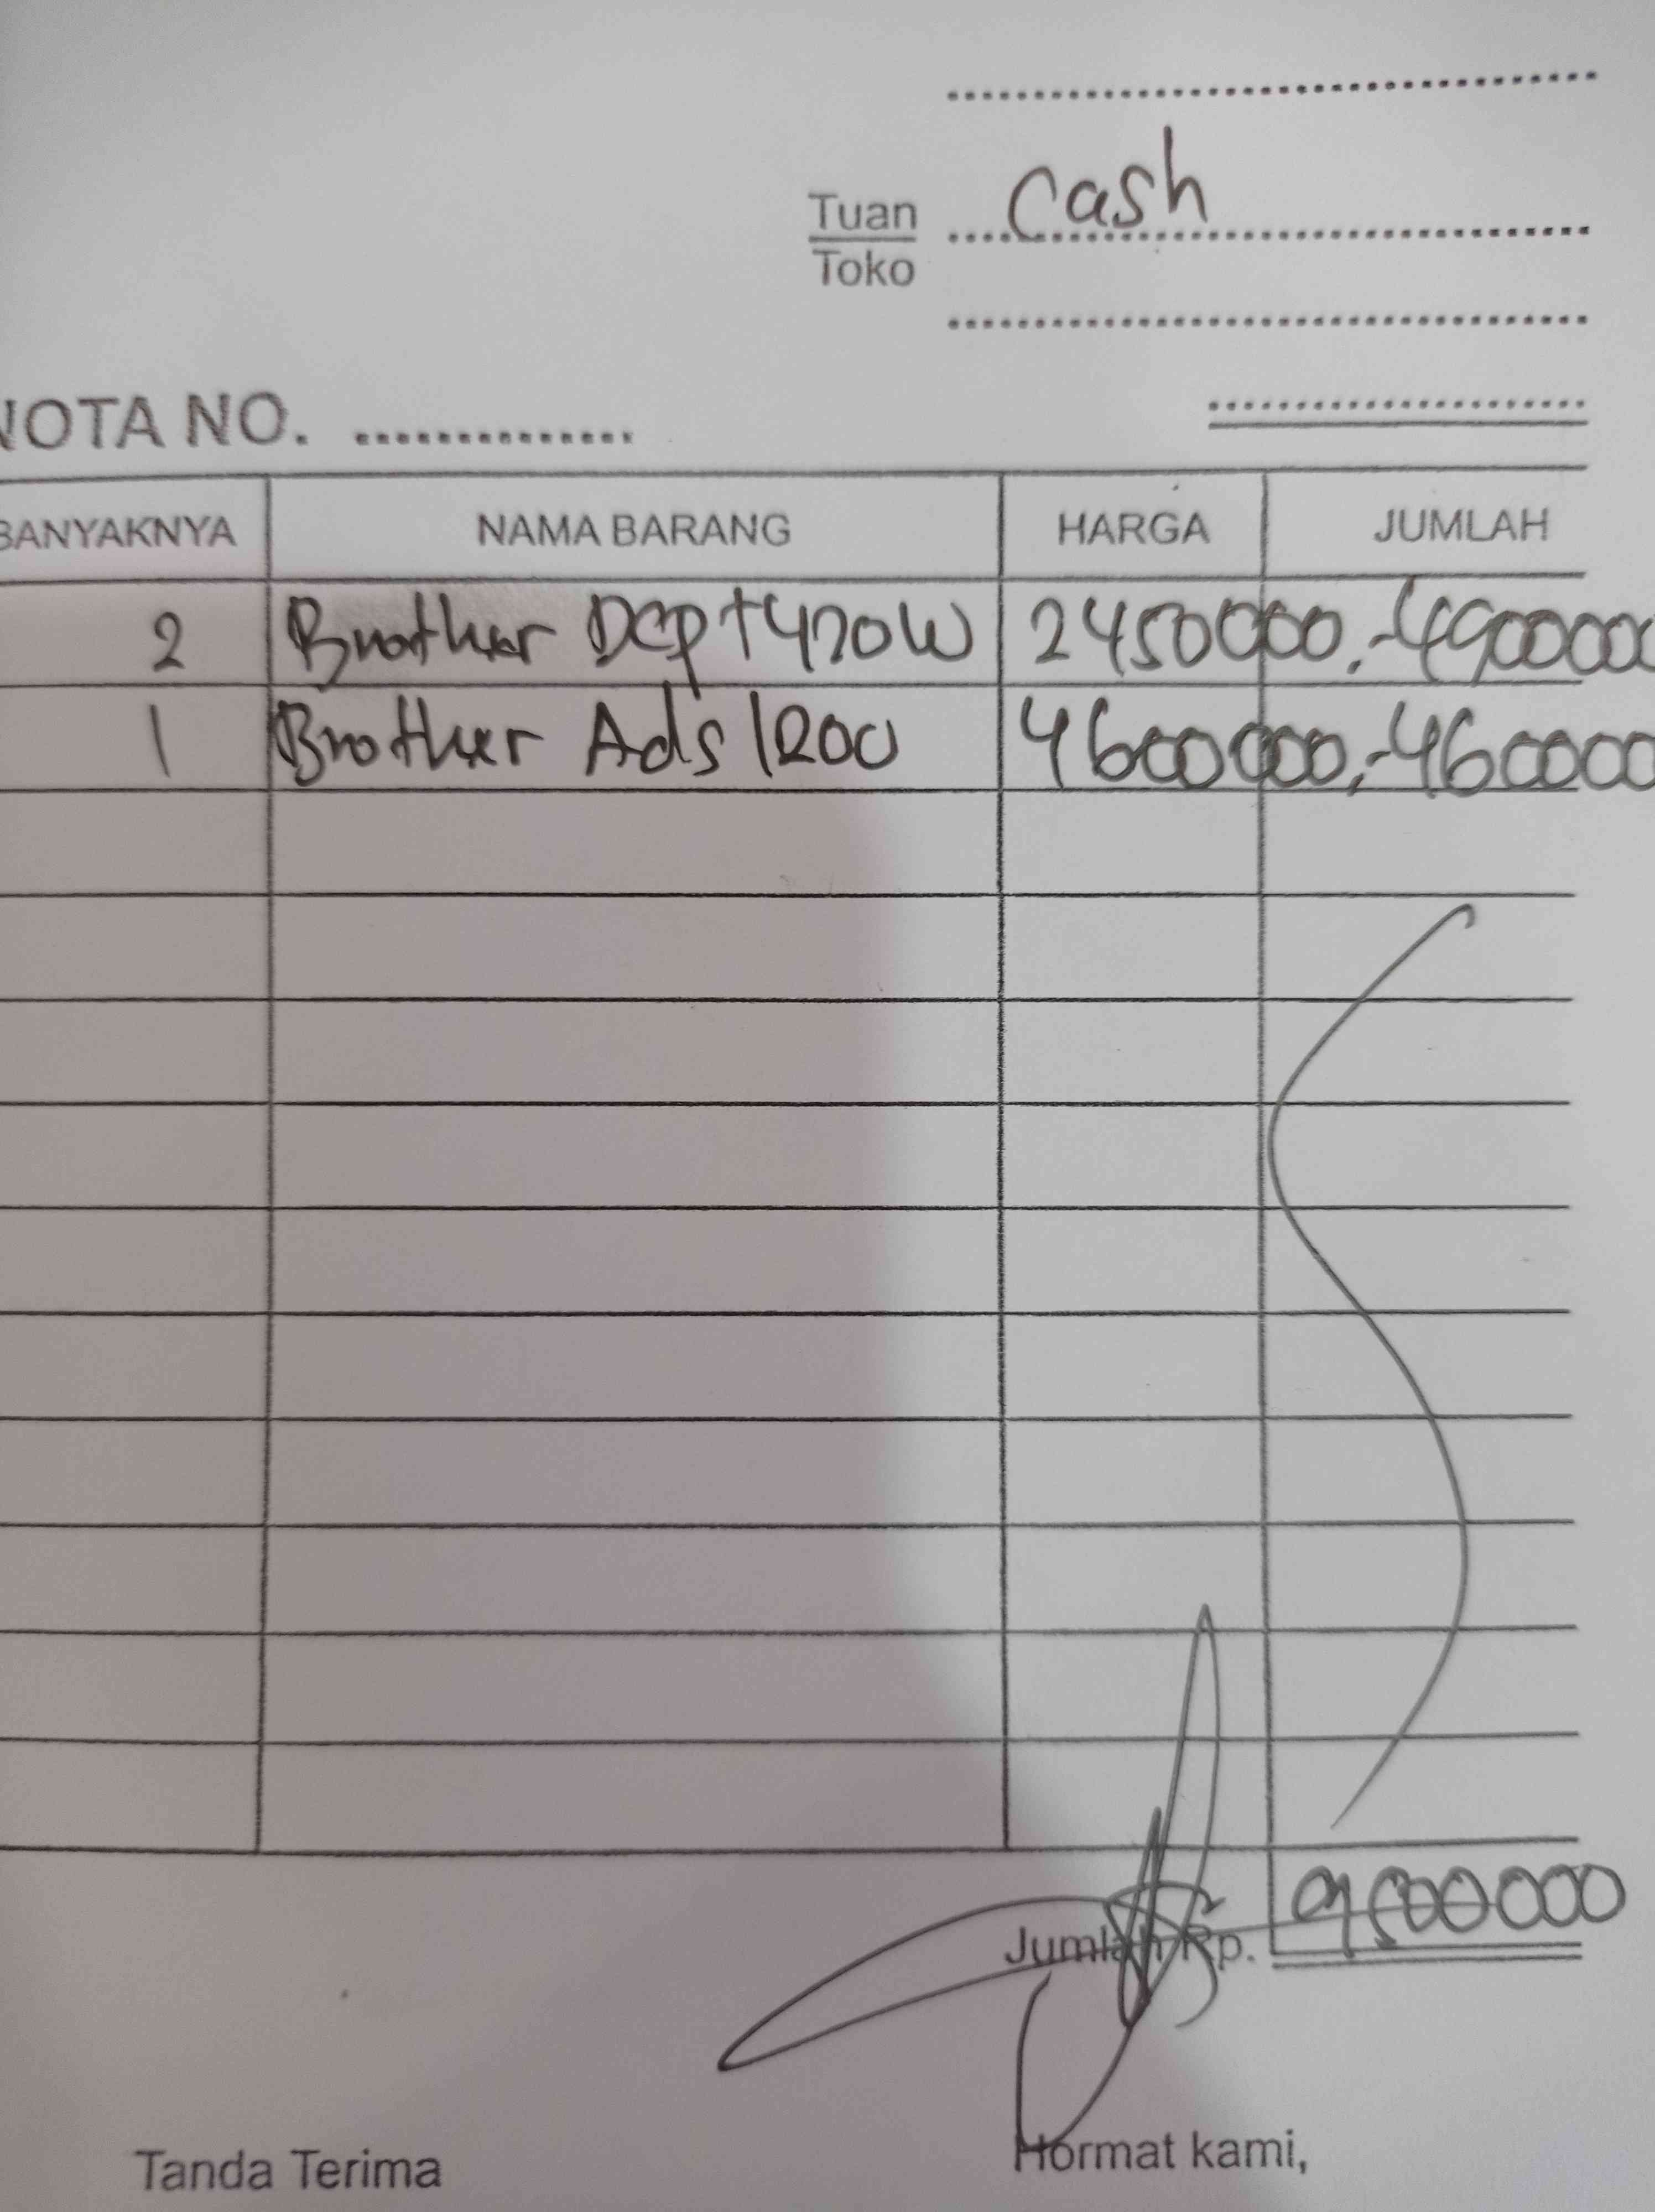 Cash
Tuan
Toko
NOTA NO.
BANYAKNYA NAMA BARANG HARGA JUMLAH
2 Brother Dcp T420W 2450000,- 4900000
1 Brother Ads 1200 4600000,- 460000
Jumlah Rp. 9500000
Tanda Terima Hormat kami,